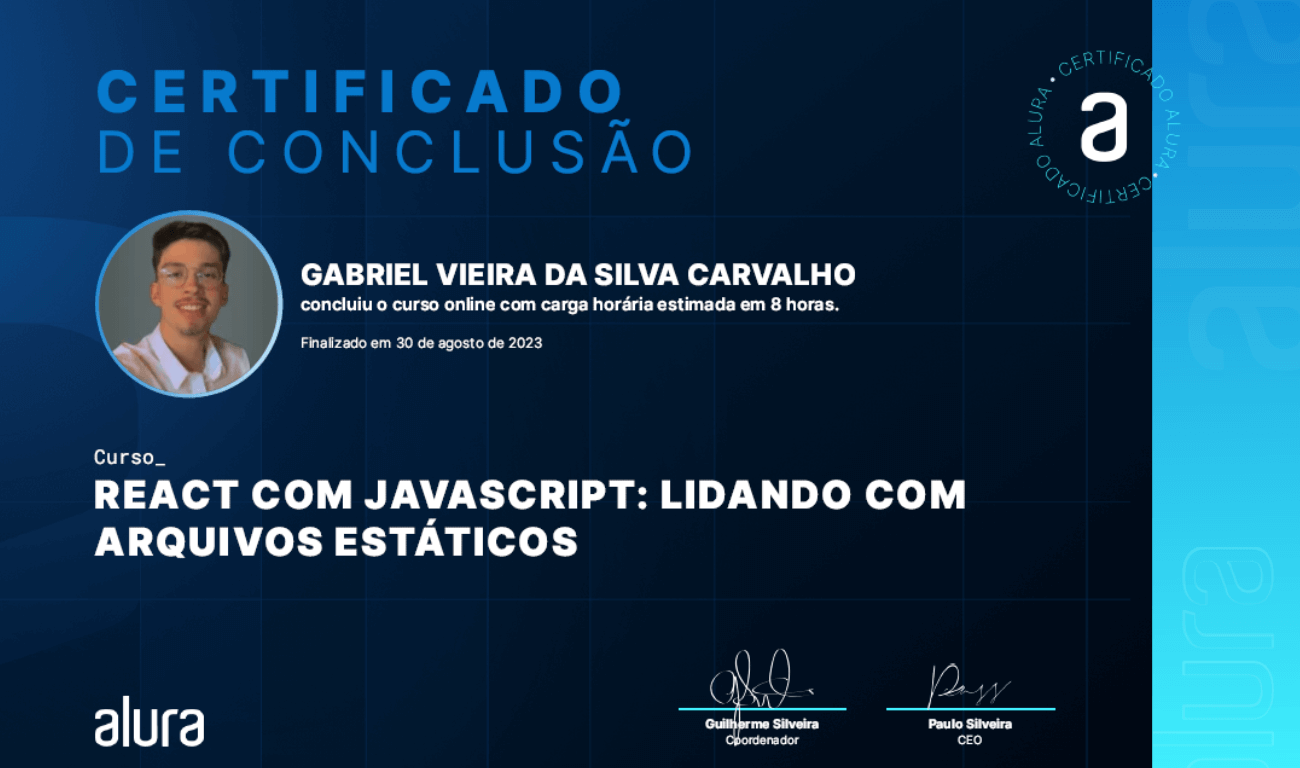 CERTIFICADO
DE CONCLUSÃO
CERTIFICADO ALURA • CERTIFICADO ALURA •
a
GABRIEL VIEIRA DA SILVA CARVALHO
concluiu o curso online com carga horária estimada em 8 horas.
Finalizado em 30 de agosto de 2023
Curso_
REACT COM JAVASCRIPT: LIDANDO COM
ARQUIVOS ESTÁTICOS
alura
Guilherme Silveira
Coordenador
Paulo Silveira
CEO
alura
alura